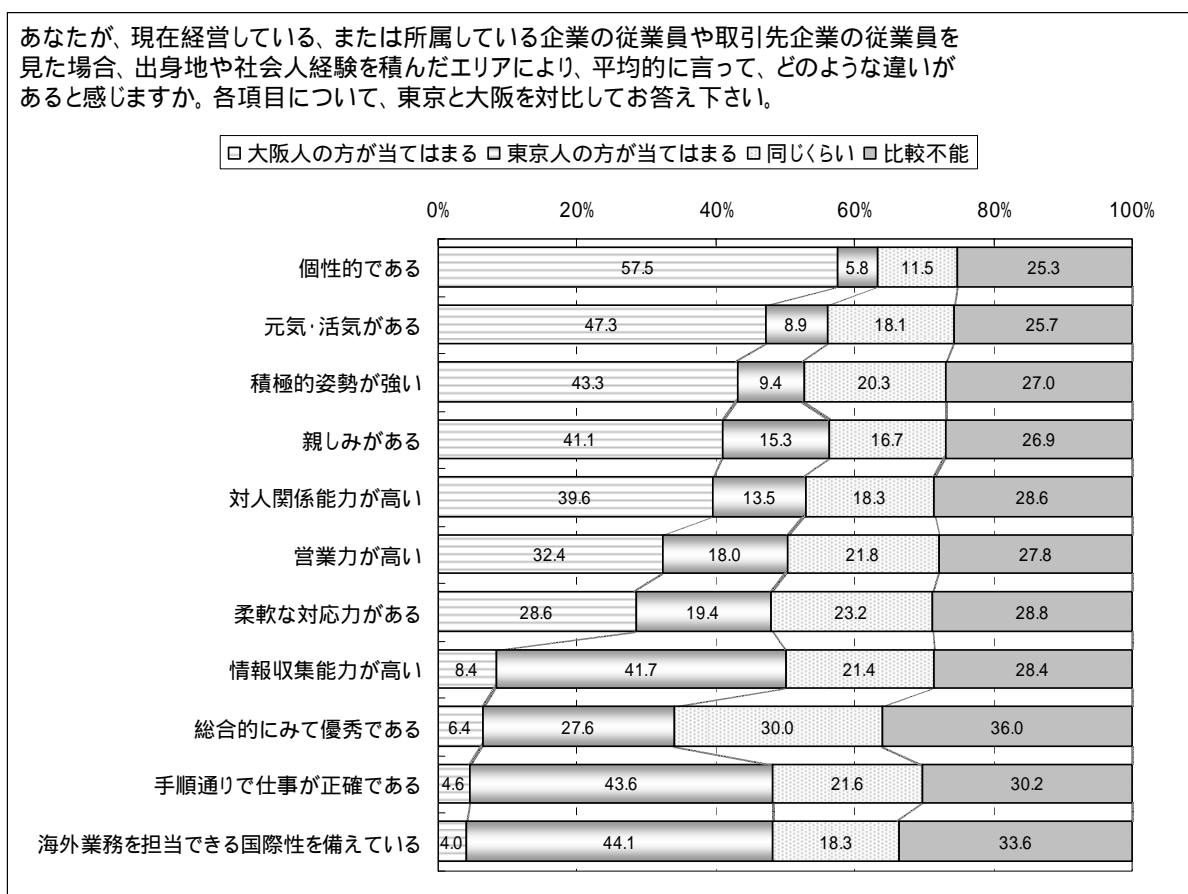 あなたが、現在経営している、または所属している企業の従業員や取引先企業の従業員を
見た場合、出身地や社会人経験を積んだエリアにより、平均的に言って、どのような違いが
あると感じますか。各項目について、東京と大阪を対比してお答え下さい。
大阪人の方が当てはまる 東京人の方が当てはまる 同じくらい 比較不能
0% 20% 40% 60% 80% 100%
個性的である 57.5 5.8 11.5 25.3
元気・活気がある 47.3 8.9 18.1 25.7
積極的姿勢が強い 43.3 9.4 20.3 27.0
親しみがある 41.1 15.3 16.7 26.9
対人関係能力が高い 39.6 13.5 18.3 28.6
営業力が高い 32.4 18.0 21.8 27.8
柔軟な対応力がある 28.6 19.4 23.2 28.8
情報収集能力が高い 8.4 41.7 21.4 28.4
総合的にみて優秀である 6.4 27.6 30.0 36.0
手順通りで仕事が正確である 4.6 43.6 21.6 30.2
海外業務を担当できる国際性を備えている 4.0 44.1 18.3 33.6